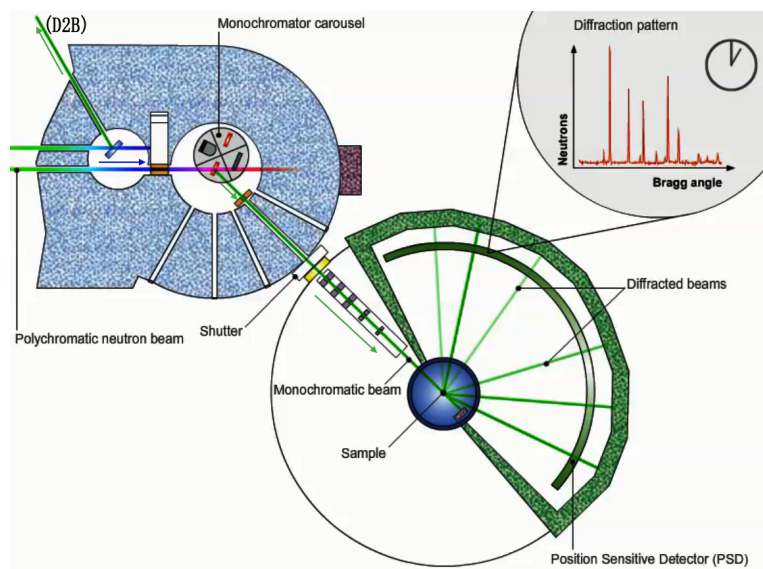 (D2B)
Monochromator carousel
Diffraction pattern
Neutrons
Bragg angle
Diffracted beams
Polychromatic neutron beam
Shutter
Monochromatic beam
Sample
Position Sensitive Detector (PSD)